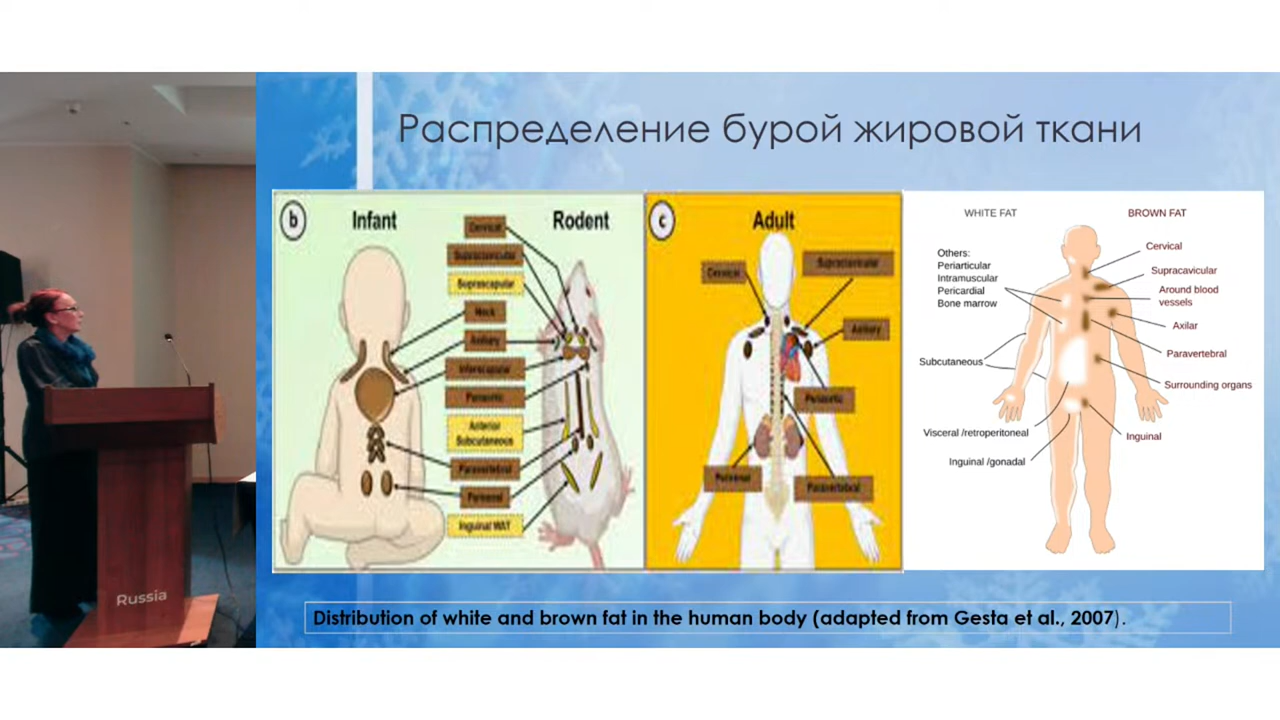 Распределение бурой жировой ткани
b
Infant
Rodent
Cervical
Supraclavicular
Suprascapular
Neck
Axillary
Interscapular
Periaortic
Anterior
Subcutaneous
Paravertebral
Perirenal
Inguinal WAT
c
Adult
Cervical
Supraclavicular
Axillary
Periaortic
Perirenal
Paravertebral
WHITE FAT
BROWN FAT
Others:
Periarticular
Intramuscular
Pericardial
Bone marrow
Subcutaneous
Visceral /retroperitoneal
Inguinal /gonadal
Cervical
Supracavicular
Around blood
vessels
Axilar
Paravertebral
Surrounding organs
Inguinal
Distribution of white and brown fat in the human body (adapted from Gesta et al., 2007).
Russia